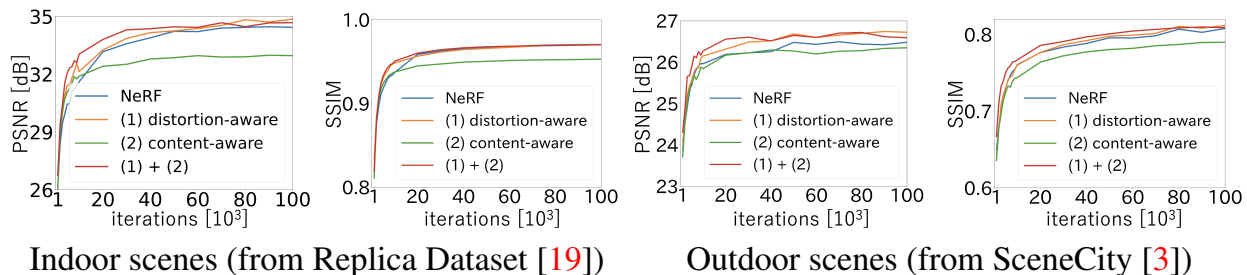 35
32
29
26
PSNR [dB]
NeRF
(1) distortion-aware
(2) content-aware
(1) + (2)
1 20 40 60 80 100
iterations [10³]
1.0
0.9
0.8
SSIM
NeRF
(1) distortion-aware
(2) content-aware
(1) + (2)
1 20 40 60 80 100
iterations [10³]
27
26
25
24
23
PSNR [dB]
NeRF
(1) distortion-aware
(2) content-aware
(1) + (2)
1 20 40 60 80 100
iterations [10³]
0.8
0.7
0.6
SSIM
NeRF
(1) distortion-aware
(2) content-aware
(1) + (2)
1 20 40 60 80 100
iterations [10³]
Indoor scenes (from Replica Dataset [19])
Outdoor scenes (from SceneCity [3])